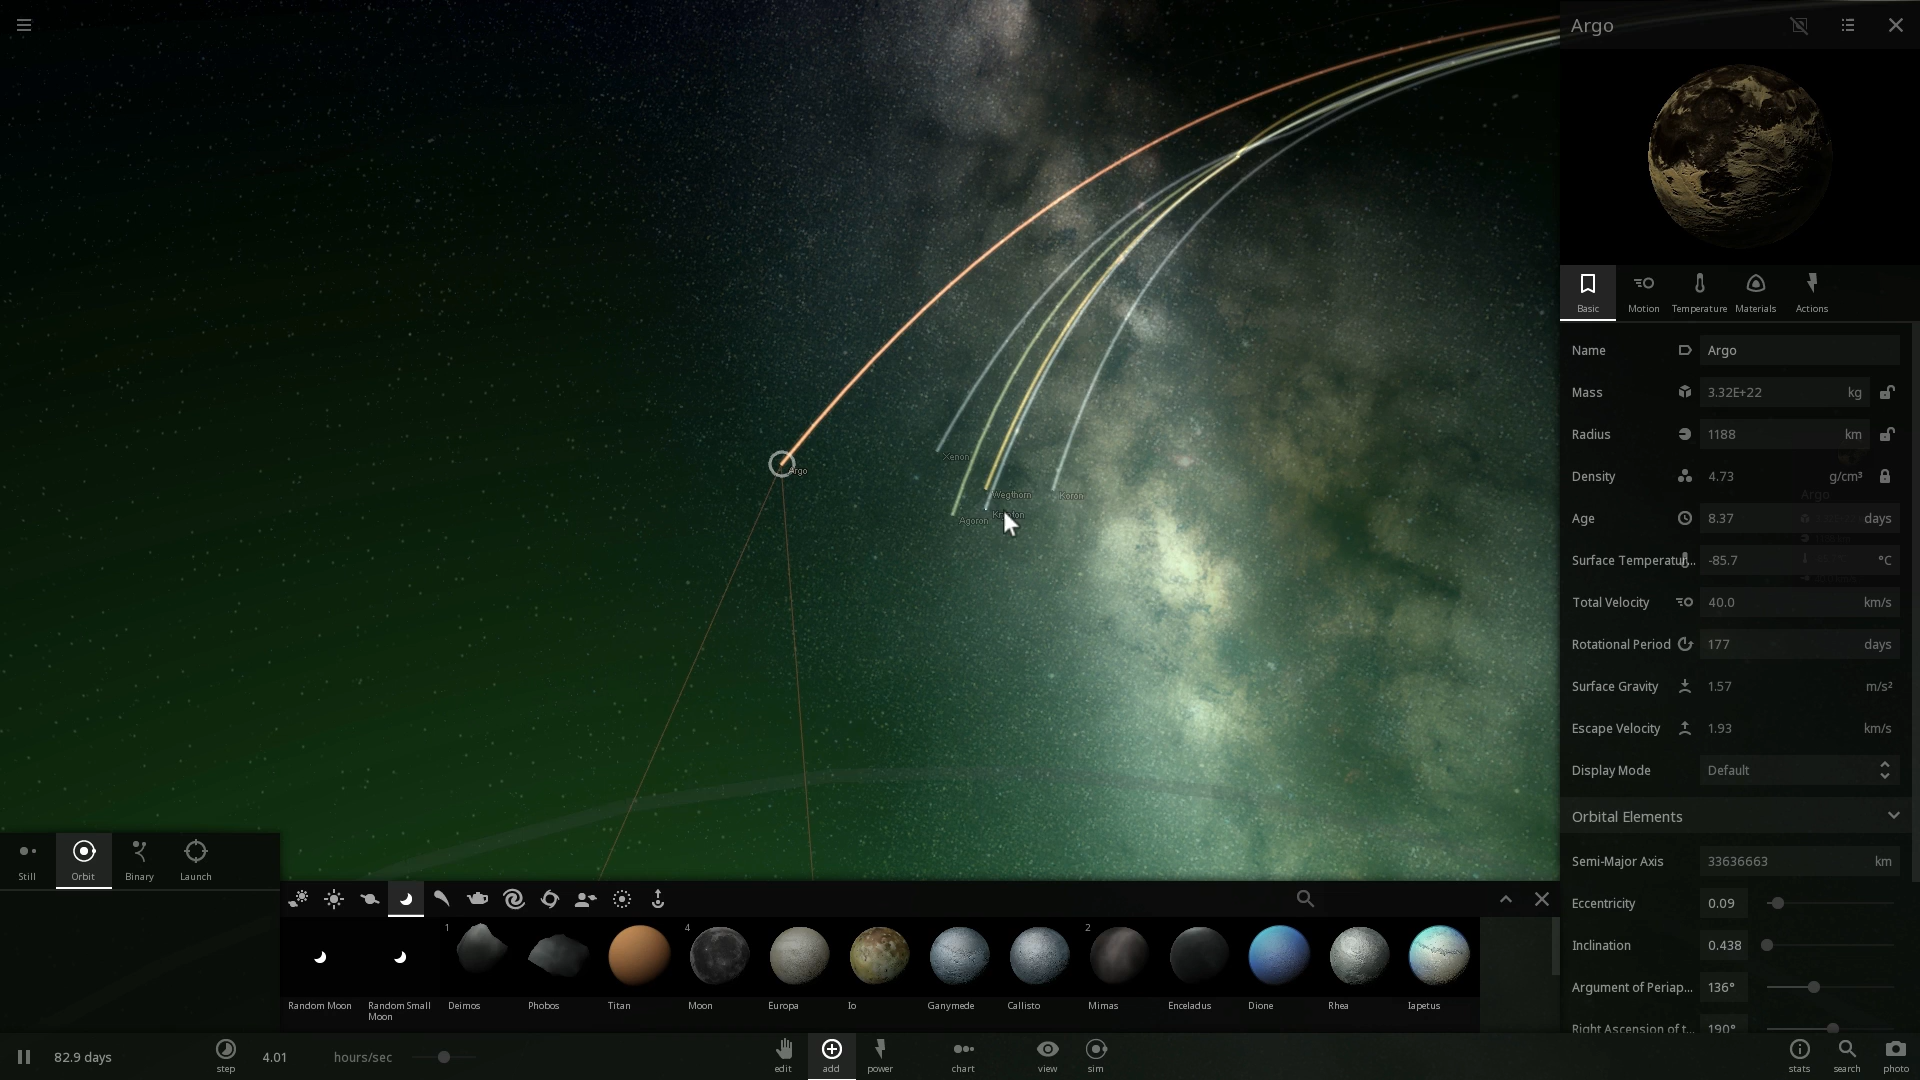 Argo
Basic
Motion
Temperature
Materials
Actions
Name
Argo
Mass
3.32E+22
kg
Radius
1188
km
Density
4.73
g/cm³
Argo
Age
8.37
days
Surface Temperatur...
-85.7
°C
Total Velocity
40.0
km/s
Rotational Period
177
days
Surface Gravity
1.57
m/s²
Escape Velocity
1.93
km/s
Display Mode
Default
Orbital Elements
Semi-Major Axis
33636663
km
Eccentricity
0.09
Inclination
0.438
Argument of Periap...
136°
Right Ascension of t...
190°
Argo
Xenon
Wegthorn
Koron
Agoron
Still
Orbit
Binary
Launch
1
4
2
Random Moon
Random Small
Moon
Deimos
Phobos
Titan
Moon
Europa
Io
Ganymede
Callisto
Mimas
Enceladus
Dione
Rhea
Iapetus
82.9 days
step
4.01
hours/sec
edit
add
power
chart
view
sim
stats
search
photo